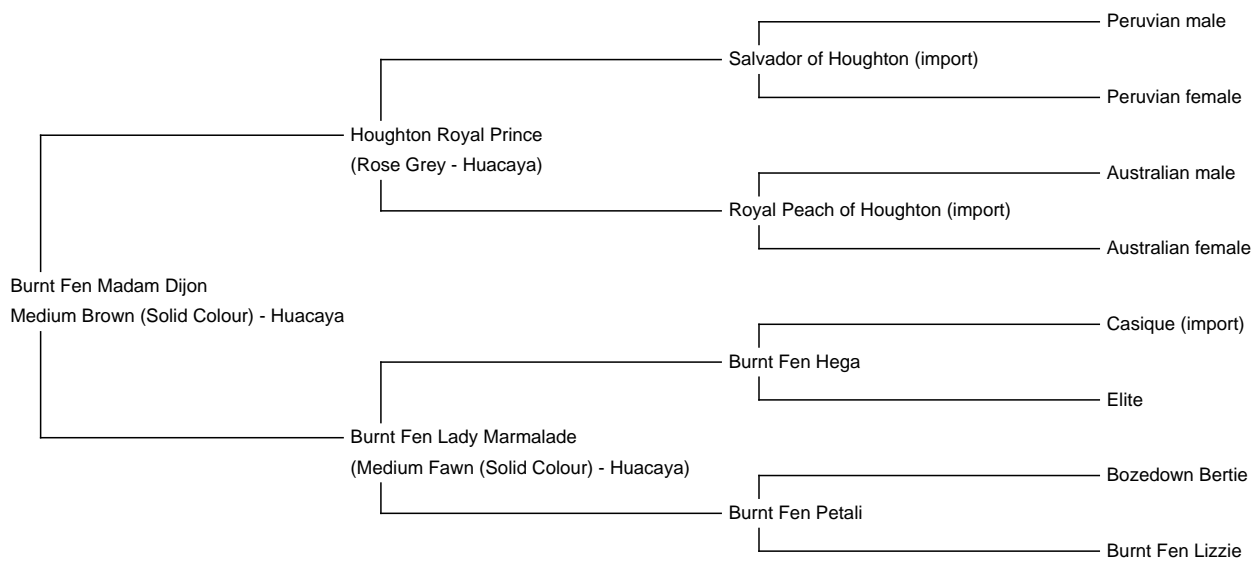 Peruvian male
Salvador of Houghton (import)
Peruvian female
Houghton Royal Prince
(Rose Grey - Huacaya)
Australian male
Royal Peach of Houghton (import)
Australian female
Burnt Fen Madam Dijon
Medium Brown (Solid Colour) - Huacaya
Casique (import)
Burnt Fen Hega
Elite
Burnt Fen Lady Marmalade
(Medium Fawn (Solid Colour) - Huacaya)
Bozedown Bertie
Burnt Fen Petali
Burnt Fen Lizzie